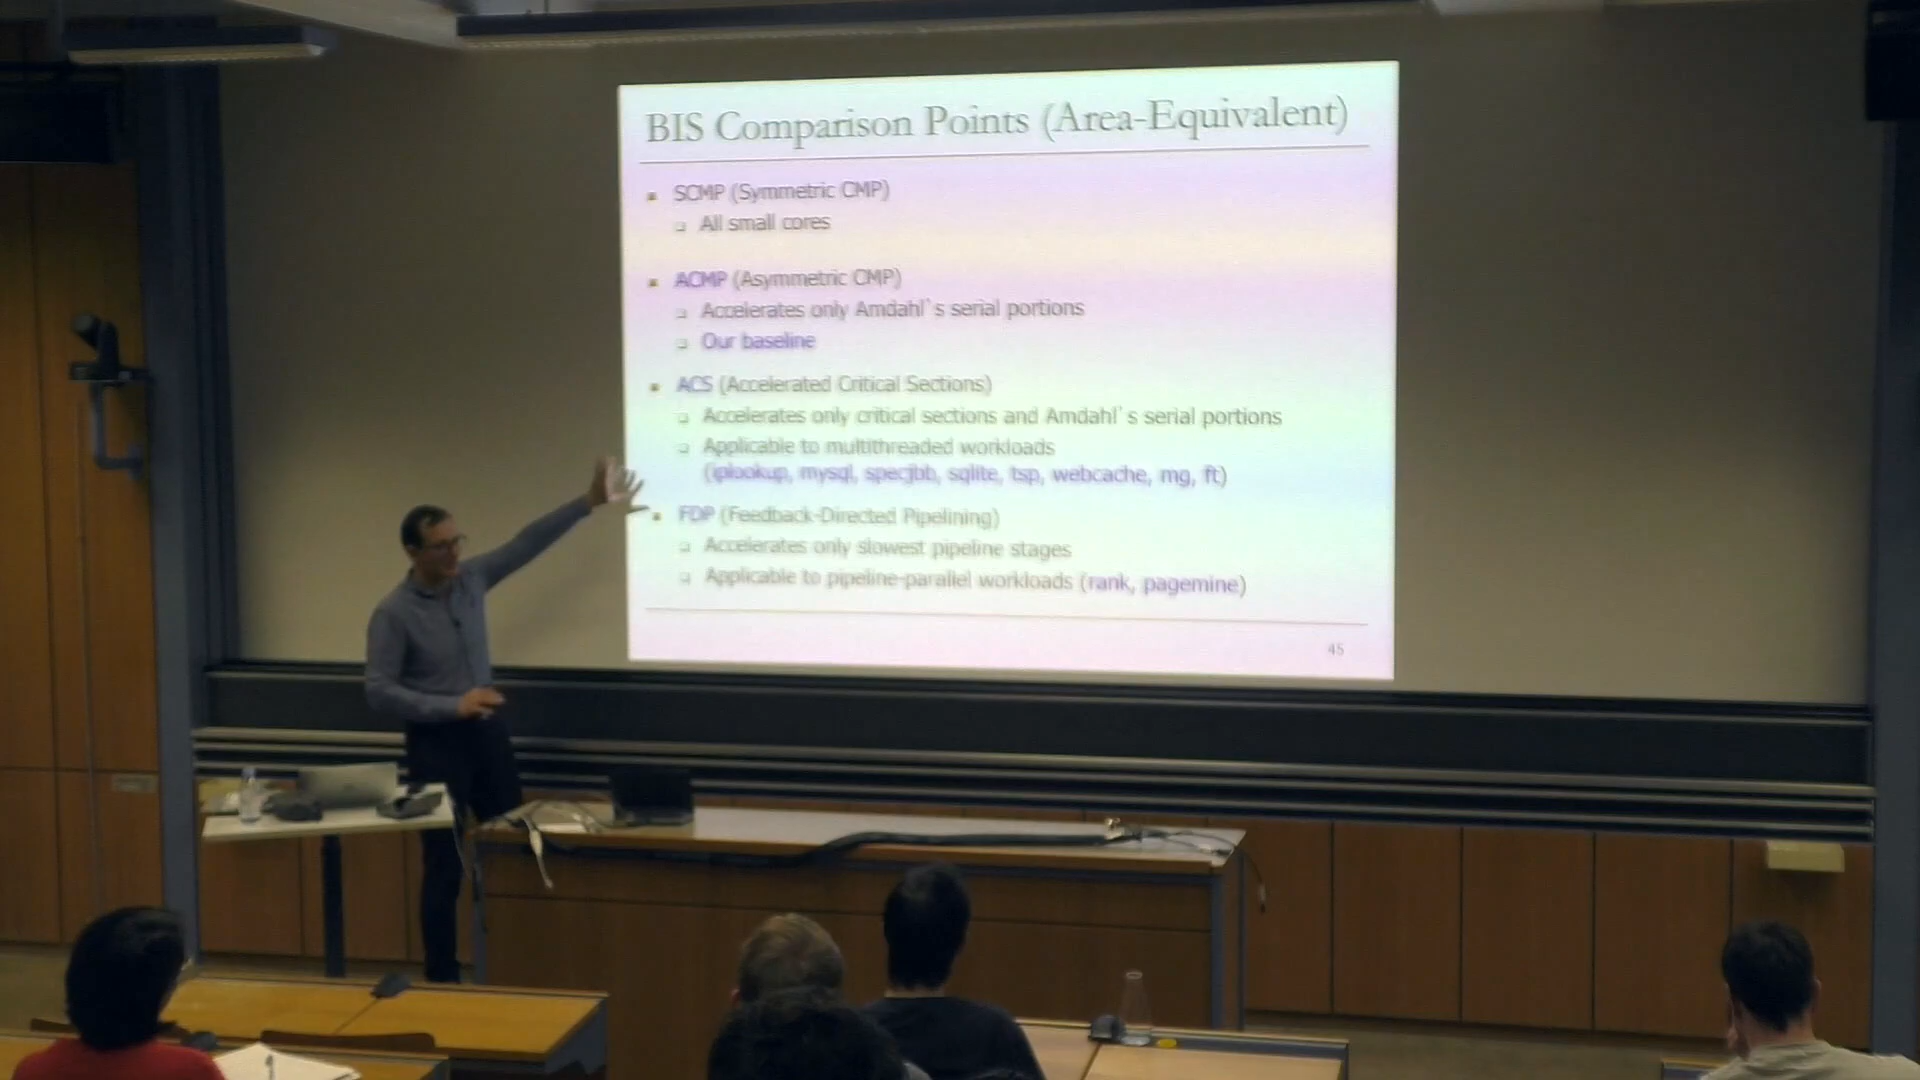 BIS Comparison Points (Area-Equivalent)
SCMP (Symmetric CMP)
All small cores
ACMP (Asymmetric CMP)
Accelerates only Amdahl's serial portions
Our baseline
ACS (Accelerated Critical Sections)
Accelerates only critical sections and Amdahl's serial portions
Applicable to multithreaded workloads
(iplookup, mysql, specjbb, sqlite, tsp, webcache, mg, ft)
FDP (Feedback-Directed Pipelining)
Accelerates only slowest pipeline stages
Applicable to pipeline-parallel workloads (rank, pagemine)
45